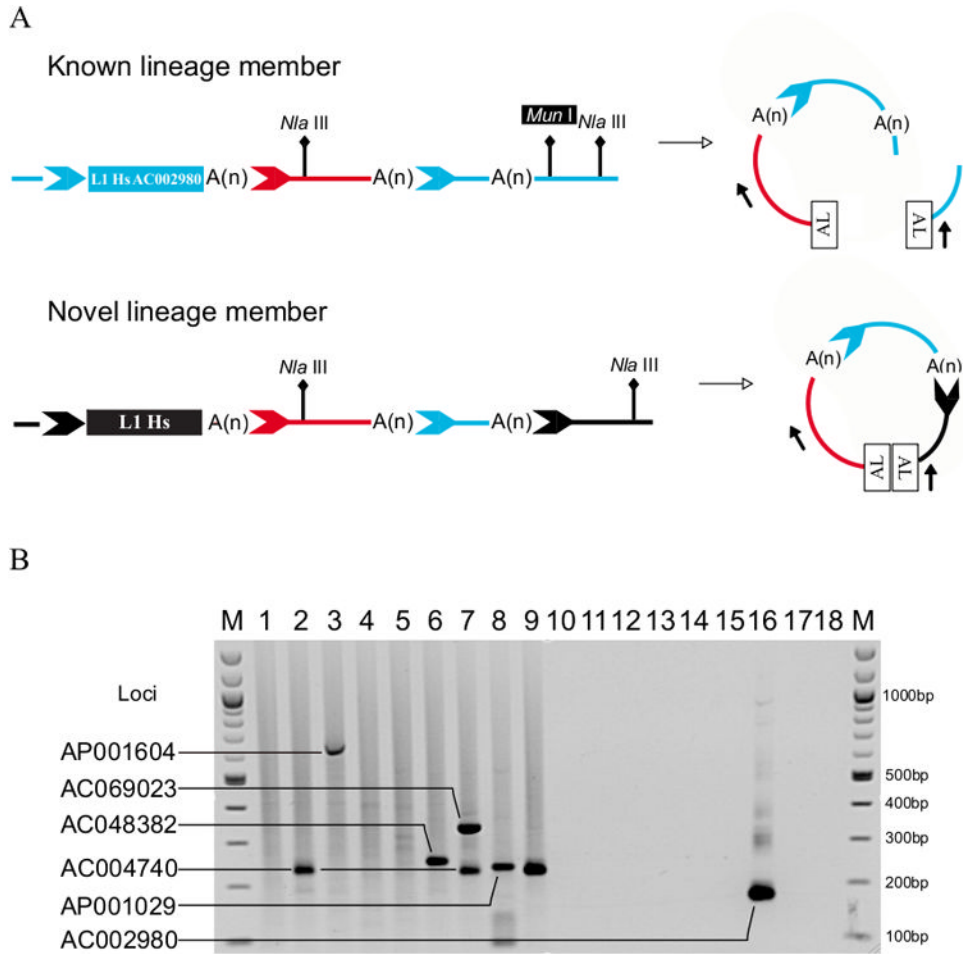 A
Known lineage member
Nla III
Mun I
Nla III
L1 Hs AC002980
A(n)
A(n)
A(n)
A(n)
A(n)
AL
AL
Novel lineage member
Nla III
Nla III
L1 Hs
A(n)
A(n)
A(n)
A(n)
A(n)
AL
AL
B
M 1 2 3 4 5 6 7 8 9 10 11 12 13 14 15 16 17 18 M
Loci
AP001604
AC069023
AC048382
AC004740
AP001029
AC002980
1000bp
500bp
400bp
300bp
200bp
100bp